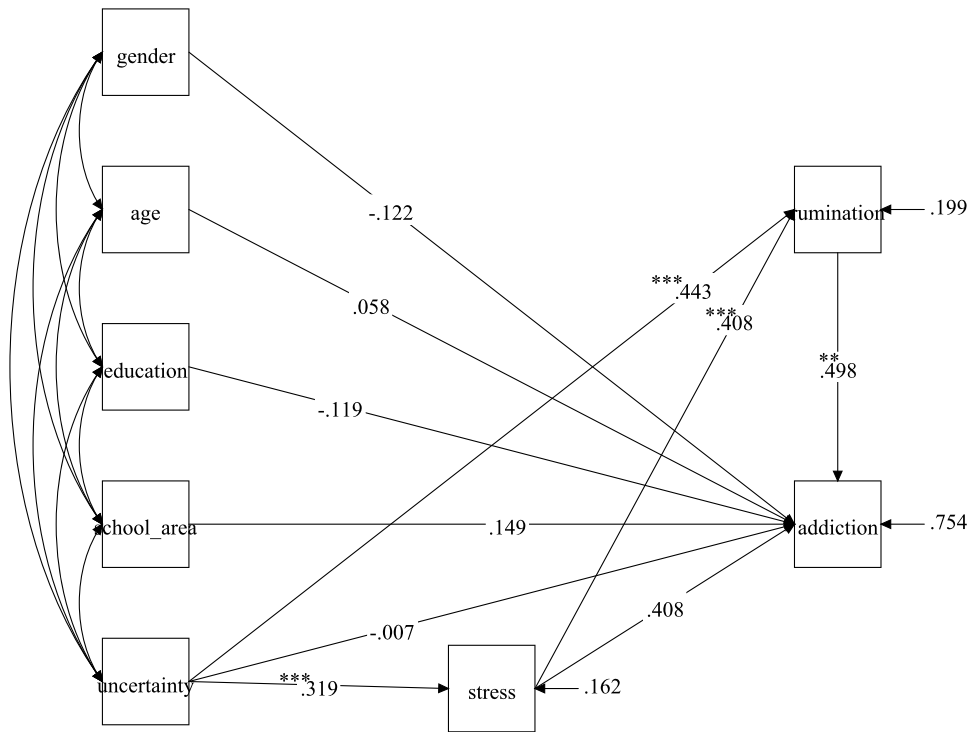 gender
age
-.122
rumination
.199
***
.443
.058
***
.408
education
**
.498
-.119
school_area
.149
addiction
.754
.408
-.007
uncertainty
***
.319
stress
.162